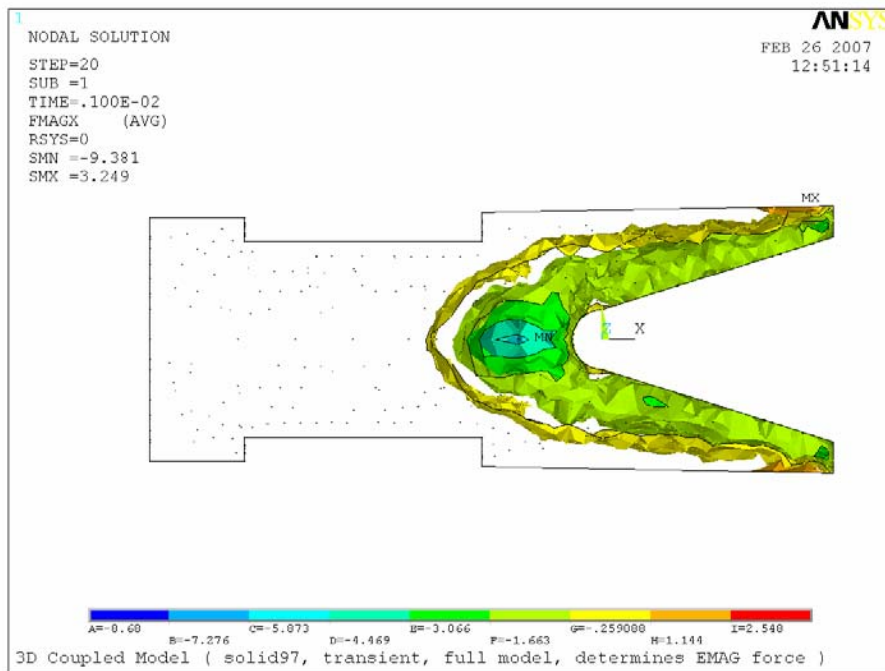 1
ANSYS
NODAL SOLUTION
FEB 26 2007
12:51:14
STEP=20
SUB =1
TIME=.100E-02
FMAGX (AVG)
RSYS=0
SMN =-9.381
SMX =3.249
MX
MN
Z X
A=-8.68 C=-5.873 E=-3.066 G=-.259088 I=2.548
B=-7.276 D=-4.469 F=-1.663 H=1.144
3D Coupled Model ( solid97, transient, full model, determines EMAG force )